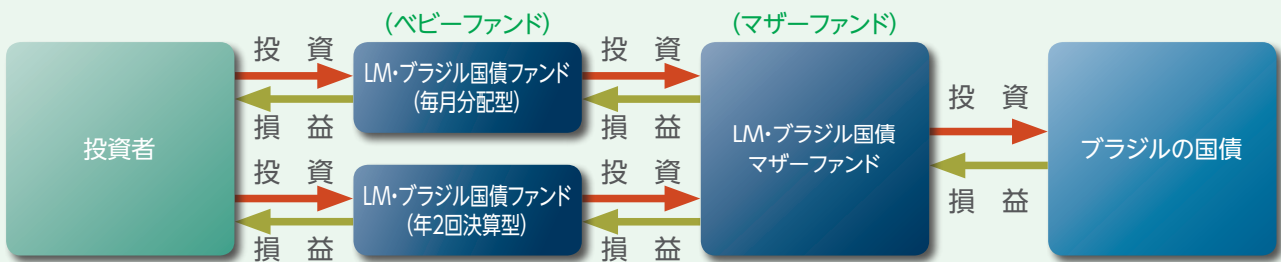 (ベビーファンド)
(マザーファンド)
投資者
投 資
損 益
投 資
損 益
LM・ブラジル国債ファンド
(毎月分配型)
LM・ブラジル国債ファンド
(年2回決算型)
投 資
損 益
投 資
損 益
LM・ブラジル国債
マザーファンド
投 資
損 益
ブラジルの国債